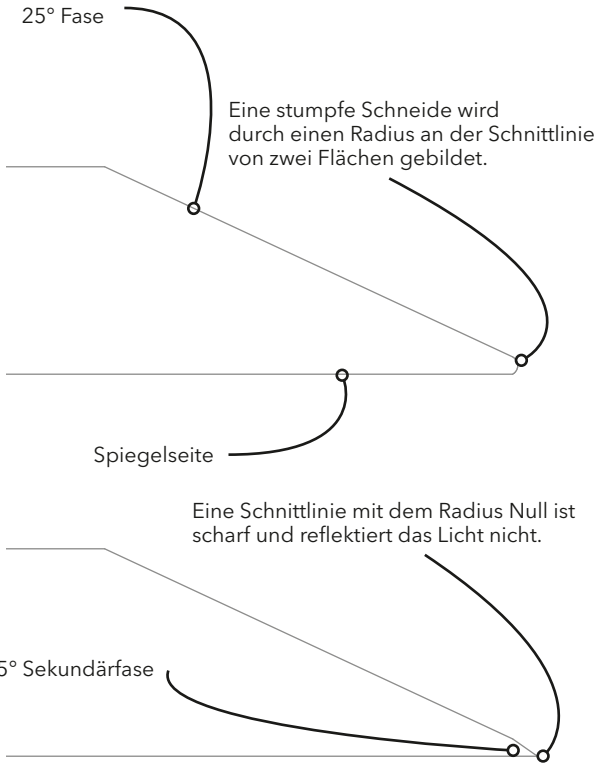 25° Fase
Eine stumpfe Schneide wird
durch einen Radius an der Schnittlinie
von zwei Flächen gebildet.
Spiegelseite
Eine Schnittlinie mit dem Radius Null ist
scharf und reflektiert das Licht nicht.
5° Sekundärfase